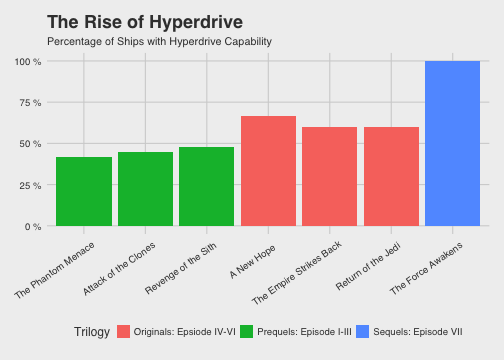 The Rise of Hyperdrive
Percentage of Ships with Hyperdrive Capability
100 %
75 %
50 %
25 %
0 %
The Phantom Menace
Attack of the Clones
Revenge of the Sith
A New Hope
The Empire Strikes Back
Return of the Jedi
The Force Awakens
Trilogy Originals: Epsiode IV-VI Prequels: Episode I-III Sequels: Episode VII